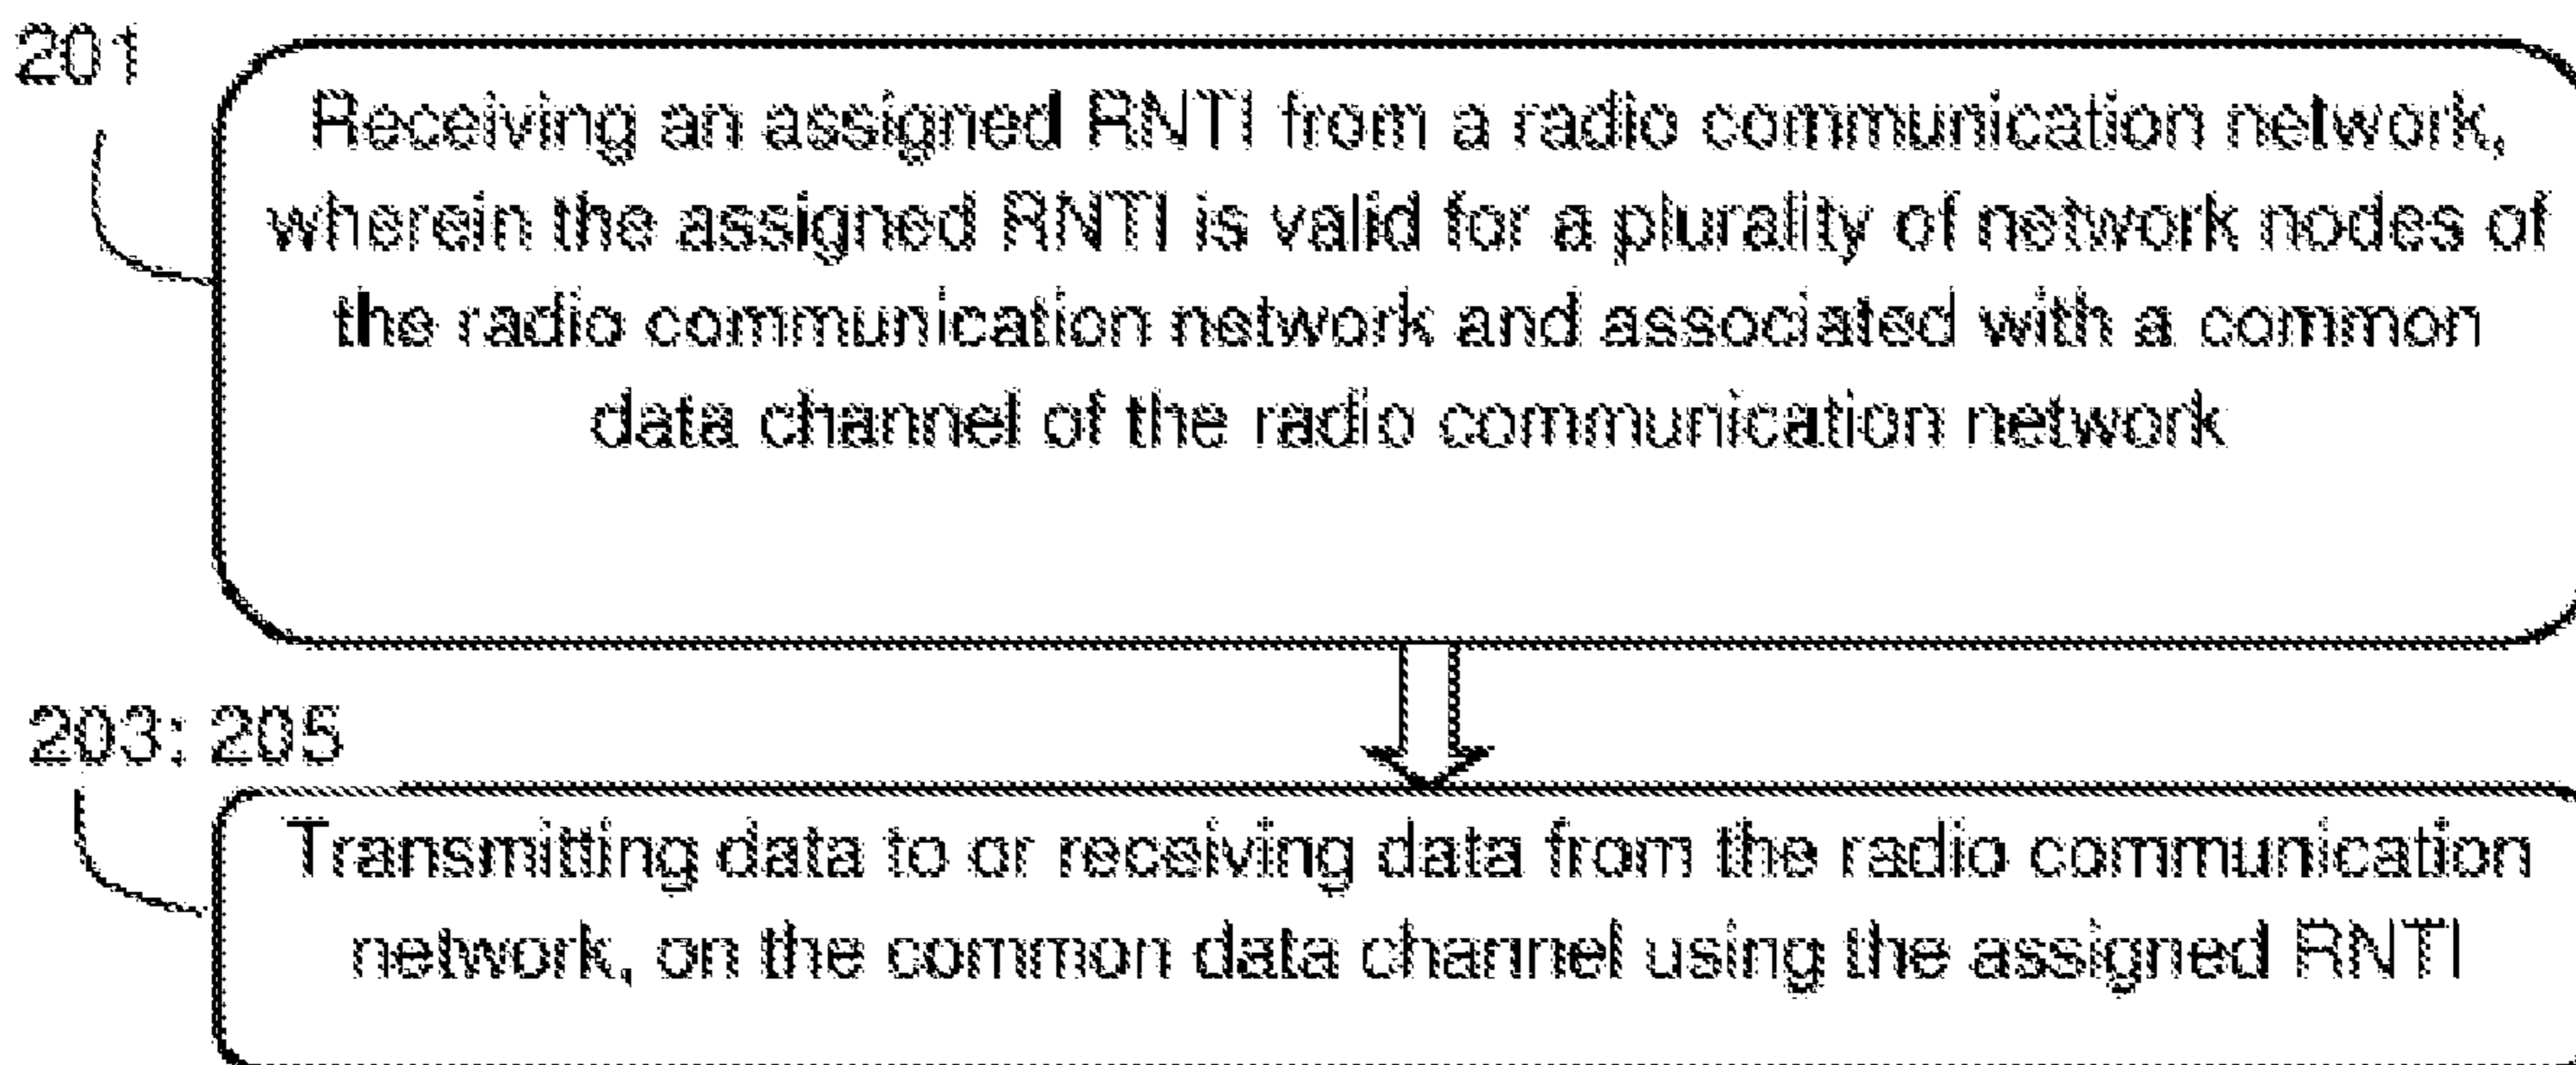 201
Receiving an assigned RNTI from a radio communication network,
wherein the assigned RNTI is valid for a plurality of network nodes of
the radio communication network and associated with a common
data channel of the radio communication network
203; 205
Transmitting data to or receiving data from the radio communication
network, on the common data channel using the assigned RNTI